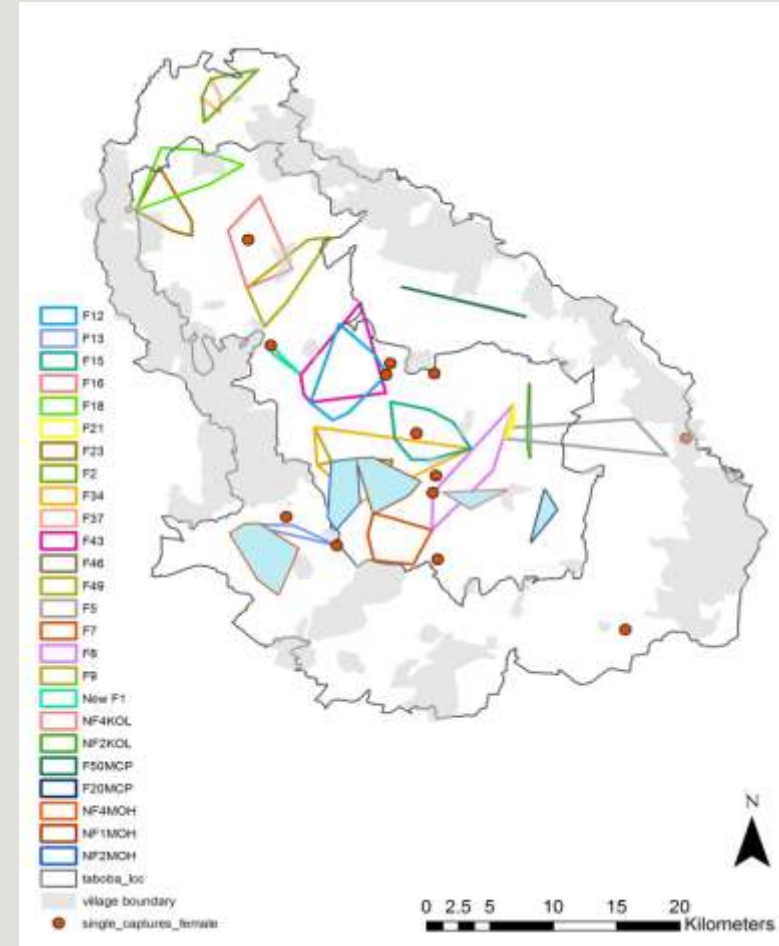 F12
F13
F15
F16
F18
F21
F23
F2
F34
F37
F43
F46
F49
F5
F7
F8
F9
New F1
NF4KOL
NF2KOL
F50MCP
F20MCP
NF4MOH
NF1MOH
NF2MOH
village boundary
single_captures_female
N
0 2.5 5 10 15 20
Kilometers